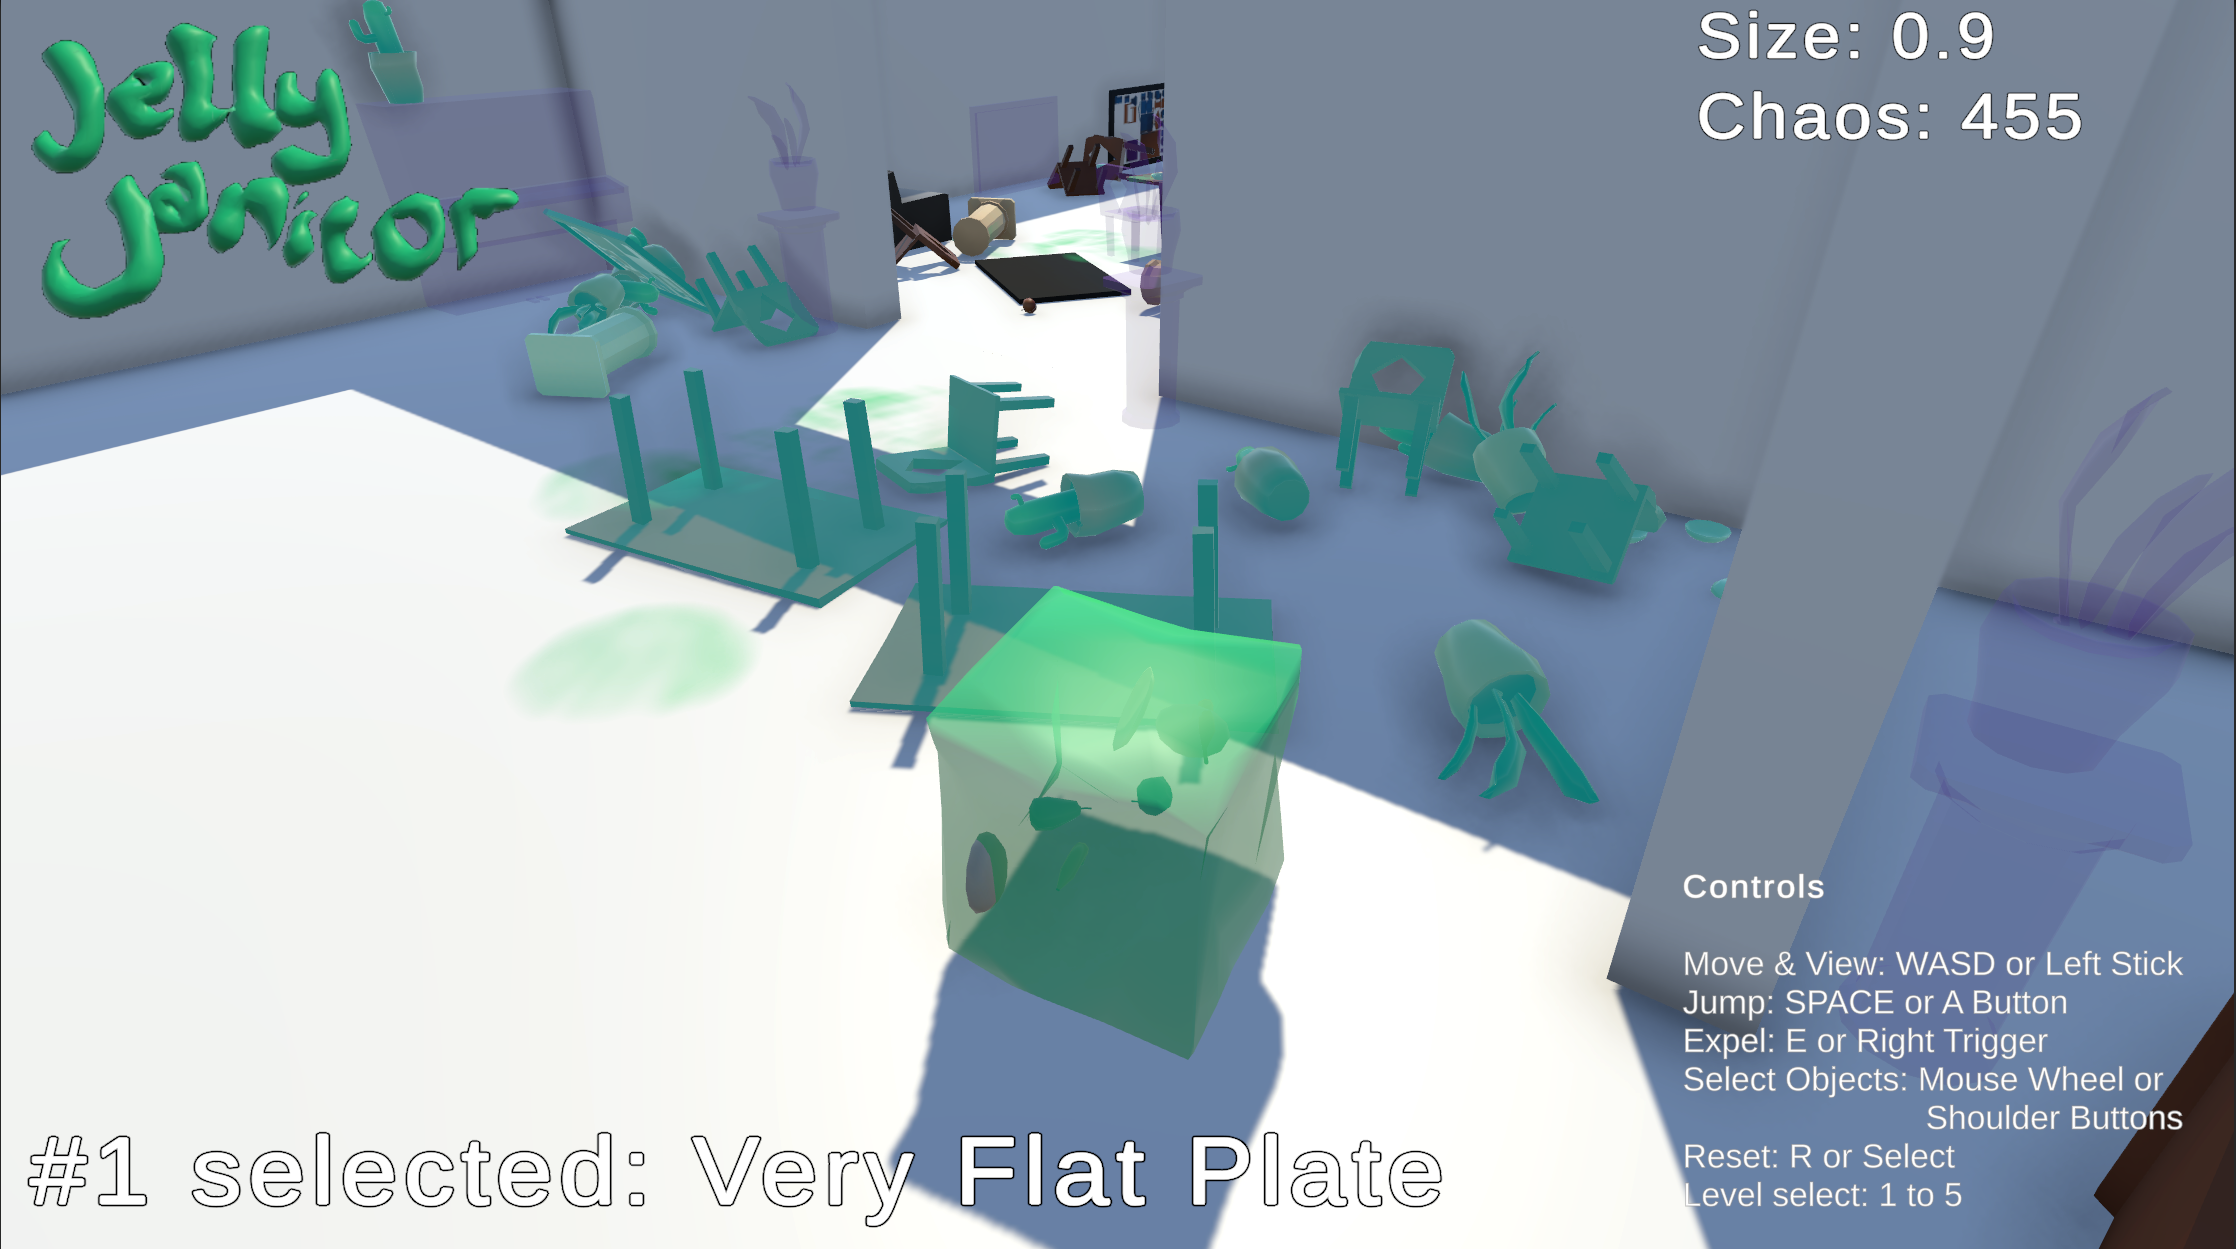 Jelly
Janitor
Size: 0.9
Chaos: 455
Controls
Move & View: WASD or Left Stick
Jump: SPACE or A Button
Expel: E or Right Trigger
Select Objects: Mouse Wheel or
Shoulder Buttons
Reset: R or Select
Level select: 1 to 5
#1 selected: Very Flat Plate